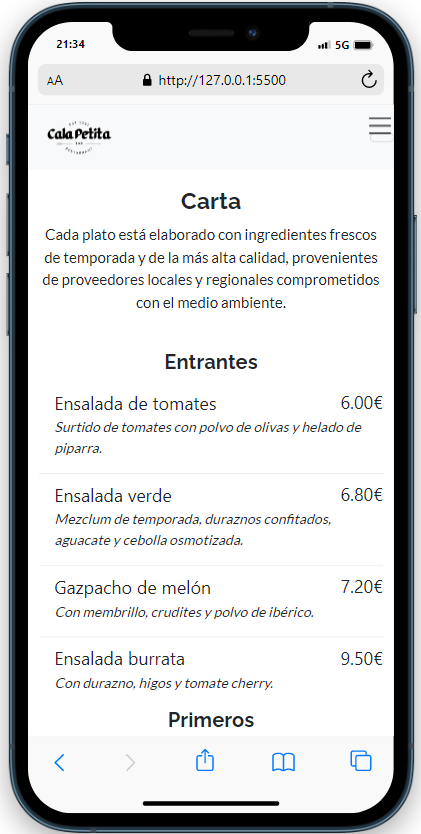 21:34
5G
AA
http://127.0.0.1:5500
Cala Petita
BAR
RESTAURANT
Carta
Cada plato está elaborado con ingredientes frescos
de temporada y de la más alta calidad, provenientes
de proveedores locales y regionales comprometidos
con el medio ambiente.
Entrantes
Ensalada de tomates 6.00€
Surtido de tomates con polvo de olivas y helado de
piparra.
Ensalada verde 6.80€
Mezclum de temporada, duraznos confitados,
aguacate y cebolla osmotizada.
Gazpacho de melón 7.20€
Con membrillo, crudites y polvo de ibérico.
Ensalada burrata 9.50€
Con durazno, higos y tomate cherry.
Primeros